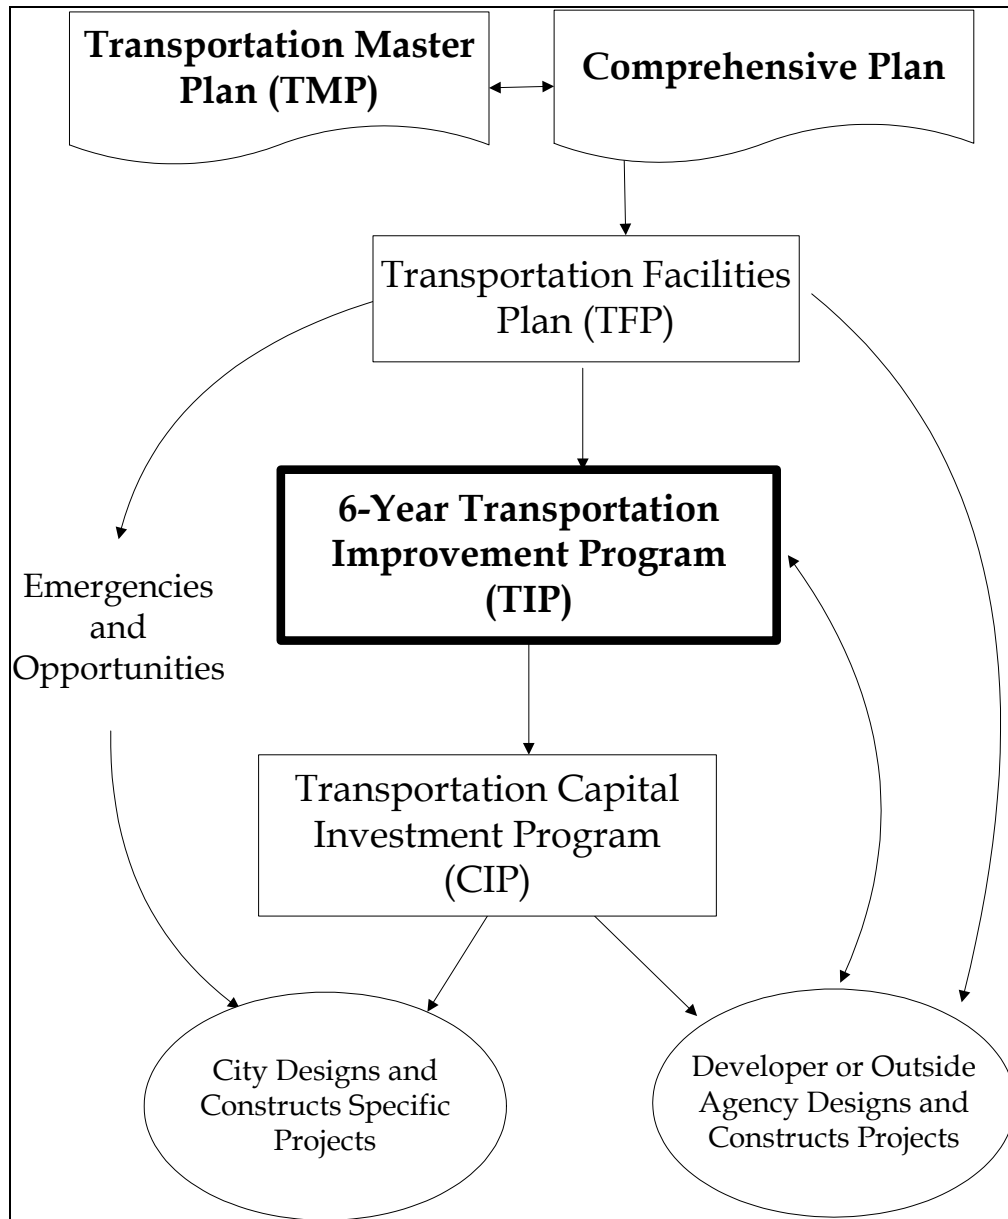 Transportation Master
Plan (TMP)
Comprehensive Plan
Transportation Facilities
Plan (TFP)
6-Year Transportation
Improvement Program
(TIP)
Emergencies
and
Opportunities
Transportation Capital
Investment Program
(CIP)
City Designs and
Constructs Specific
Projects
Developer or Outside
Agency Designs and
Constructs Projects